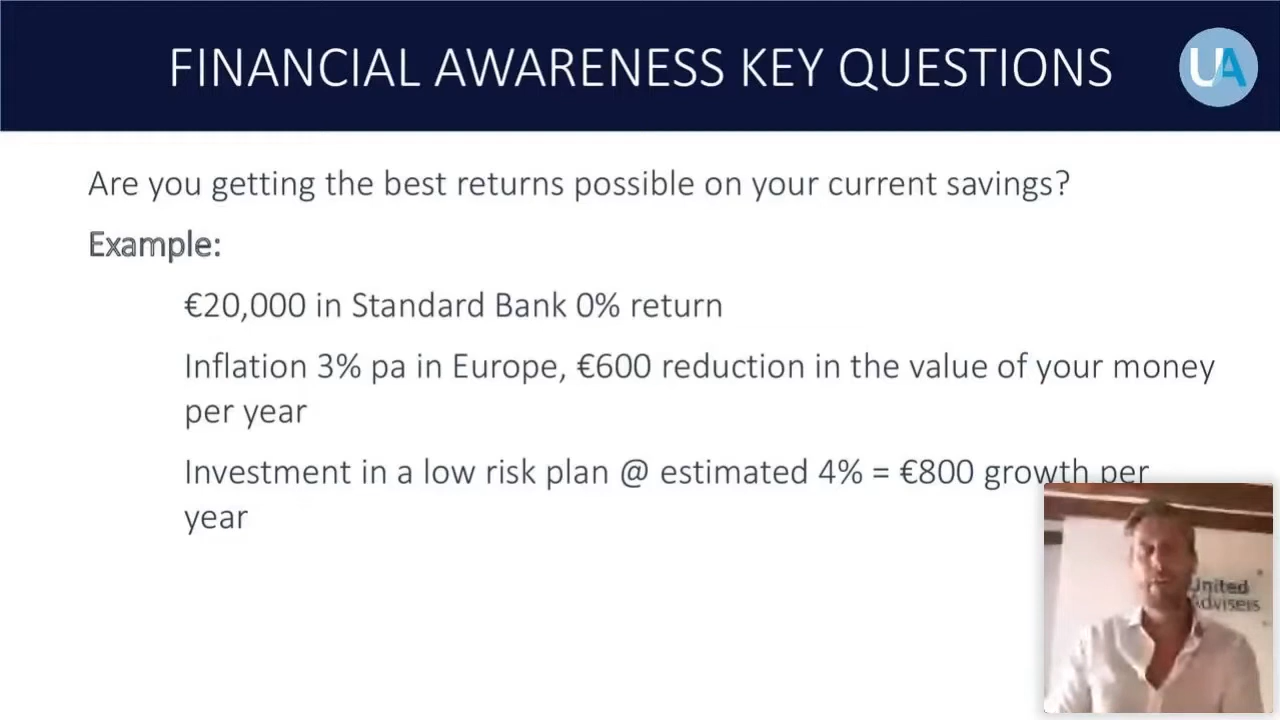 FINANCIAL AWARENESS KEY QUESTIONS
UA
Are you getting the best returns possible on your current savings?
Example:
€20,000 in Standard Bank 0% return
Inflation 3% pa in Europe, €600 reduction in the value of your money
per year
Investment in a low risk plan @ estimated 4% = €800 growth per
year
United
Advisers